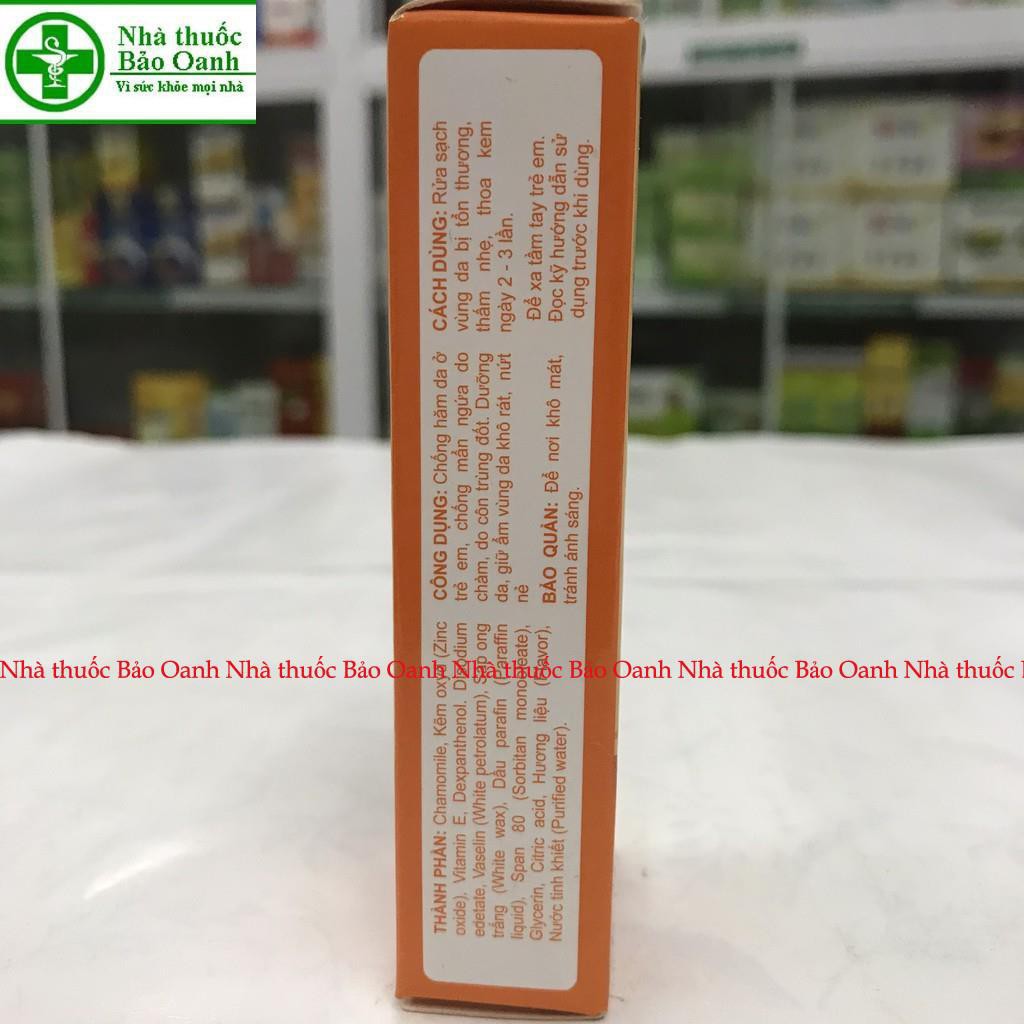 Nhà thuốc
Bảo Oanh
Vì sức khỏe mọi nhà
THÀNH PHẦN: Chamomile, Kẽm oxyd (Zinc
oxide), Vitamin E, Dexpanthenol. Disodium
edetate, Vaselin (White petrolatum), Sáp ong
trắng (White wax), Dầu parafin (Paraffin
liquid), Span 80 (Sorbitan monooleate),
Glycerin, Citric acid, Hương liệu (Flavor),
Nước tinh khiết (Purified water).
CÔNG DỤNG: Chống hăm da ở
trẻ em, chống mẩn ngứa do
chàm, do côn trùng đốt. Dưỡng
da, giữ ẩm vùng da khô rát, nứt
nẻ
BẢO QUẢN: Để nơi khô mát,
tránh ánh sáng.
CÁCH DÙNG: Rửa sạch
vùng da bị tổn thương,
thấm nhẹ, thoa kem
ngày 2 - 3 lần.
Để xa tầm tay trẻ em.
Đọc kỹ hướng dẫn sử
dụng trước khi dùng.
Nhà thuốc Bảo Oanh Nhà thuốc Bảo Oanh Nhà thuốc Bảo Oanh Nhà thuốc Bảo Oanh Nhà thuốc